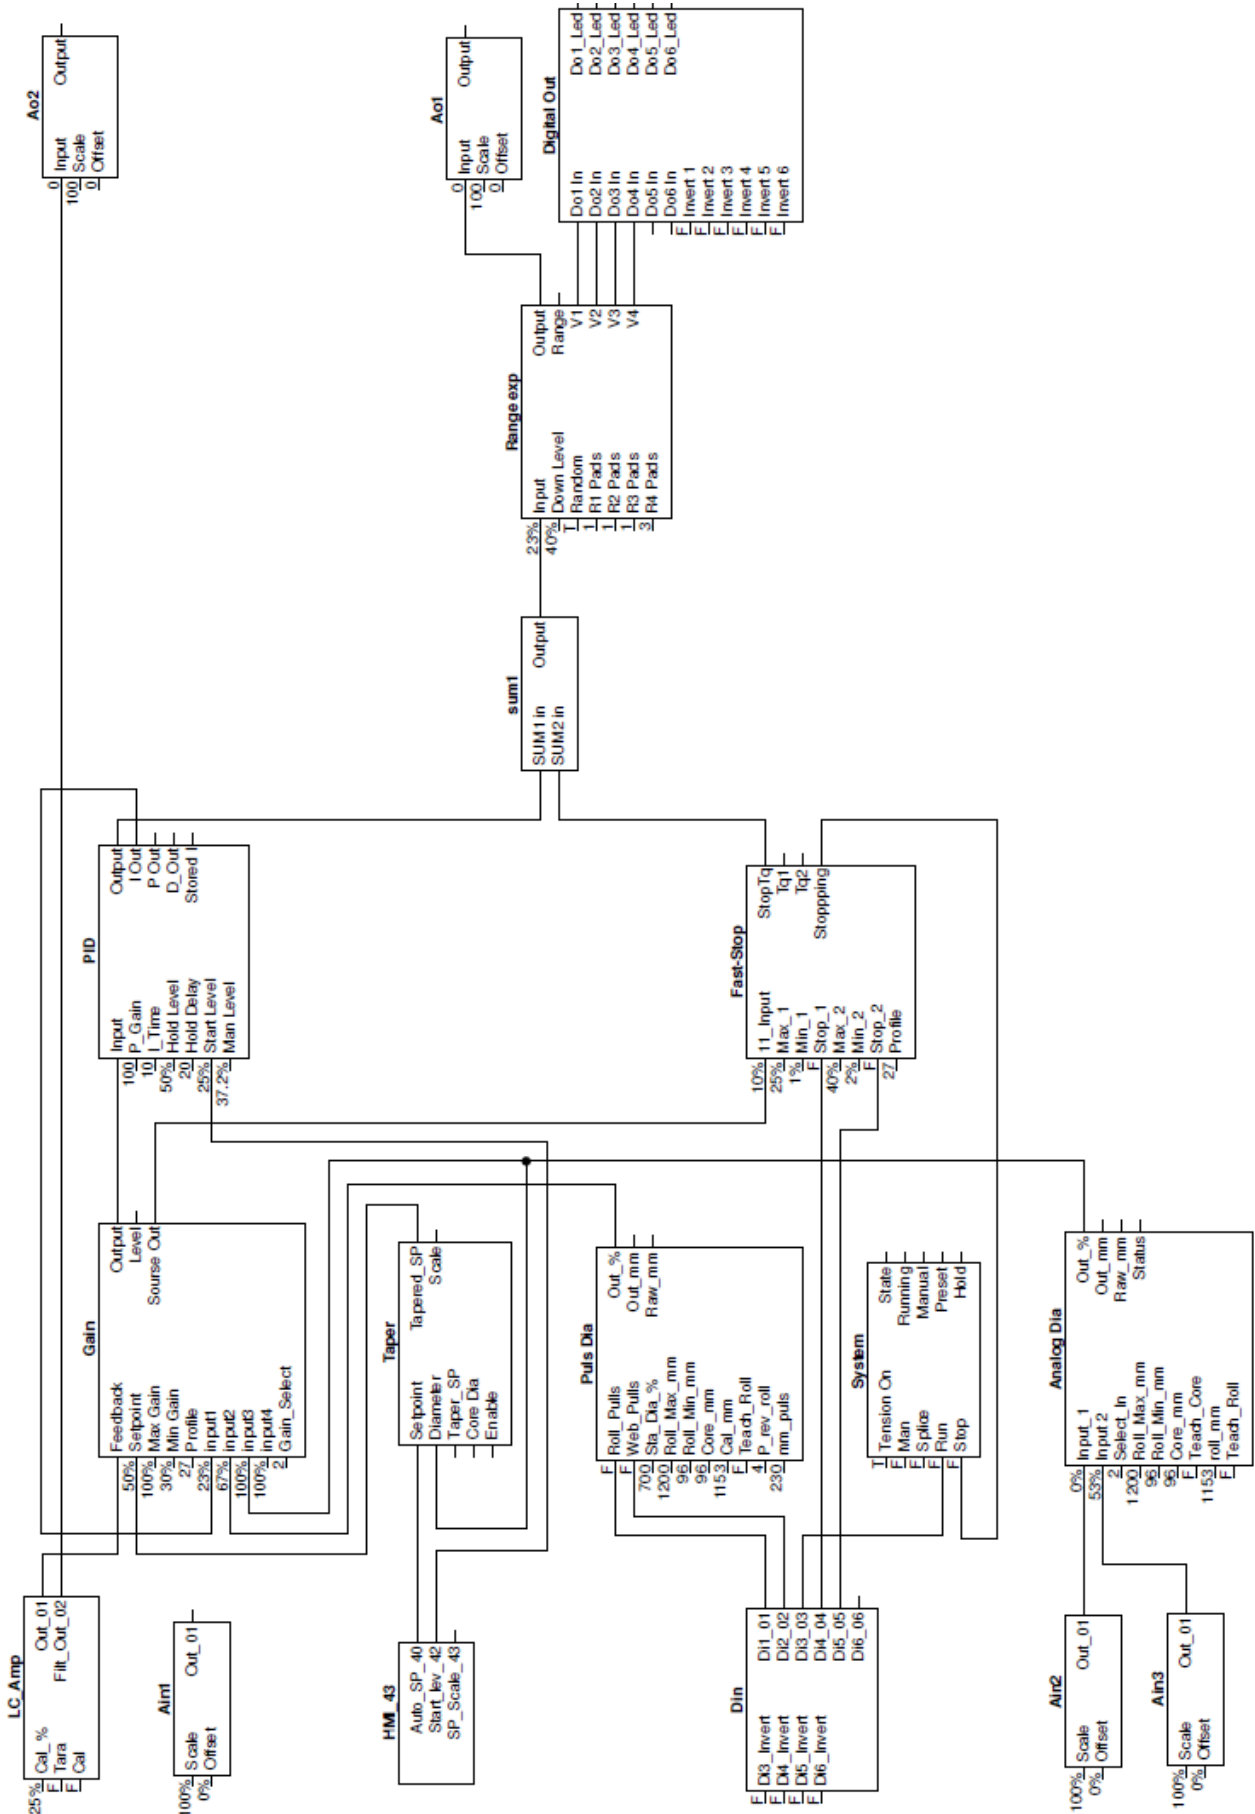 LC_Amp
25% Cal_% Out_01
F Tara Filt_Out_02
F Cal
Ain1
100% Scale Out_01
0% Offset
HMI_43
Auto_SP_40
Start_lev_42
SP_Scale_43
Din
Di1_01
F Di3_Invert Di2_02
F Di4_Invert Di3_03
F Di5_Invert Di4_04
F Di6_Invert Di5_05
Di6_06
Ain2
100% Scale Out_01
0% Offset
Ain3
100% Scale Out_01
0% Offset
Gain
Feedback Output
50% Setpoint Level
100% Max Gain Sourse Out
30% Min Gain
27 Profile
23% input1
67% input2
100% input3
100% input4
2 Gain_Select
Taper
Setpoint Tapered_SP
Diameter Scale
Taper_SP
Core Dia
Enable
Puls Dia
F Roll_Pulls Out_%
F Web_Pulls Out_mm
700 Sta_Dia_% Raw_mm
1200 Roll_Max_mm
96 Roll_Min_mm
96 Core_mm
1153 Cal_mm
F Teach_Roll
4 P_rev_roll
230 mm_puls
System
T Tension On State
F Man Running
F Splice Manual
F Run Preset
F Stop Hold
Analog Dia
0% Input_1 Out_%
53% Input 2 Out_mm
2 Select_In Raw_mm
1200 Roll_Max_mm Status
96 Roll_Min_mm
96 Core_mm
F Teach_Core
1153 roll_mm
F Teach_Roll
PID
Input Output
100 P_Gain I Out
10 I_Time P Out
50% Hold Level D_Out
20 Hold Delay Stored I
25% Start Level
37.2% Man Level
Fast-Stop
10% 11_Input StopTq
25% Max_1 Tq1
1% Min_1 Tq2
F Stop_1 Stoppping
40% Max_2
2% Min_2
F Stop_2
27 Profile
sum1
SUM1 in Output
SUM2 in
Range exp
23% Input Output
40% Down Level Range
T Random V1
1 R1 Pads V2
1 R2 Pads V3
1 R3 Pads V4
3 R4 Pads
Ao2
0 Input Output
100 Scale
0 Offset
Ao1
0 Input Output
100 Scale
0 Offset
Digital Out
Do1 In Do1_Led
Do2 In Do2_Led
Do3 In Do3_Led
Do4 In Do4_Led
Do5 In Do5_Led
Do6 In Do6_Led
F Invert 1
F Invert 2
F Invert 3
F Invert 4
F Invert 5
F Invert 6